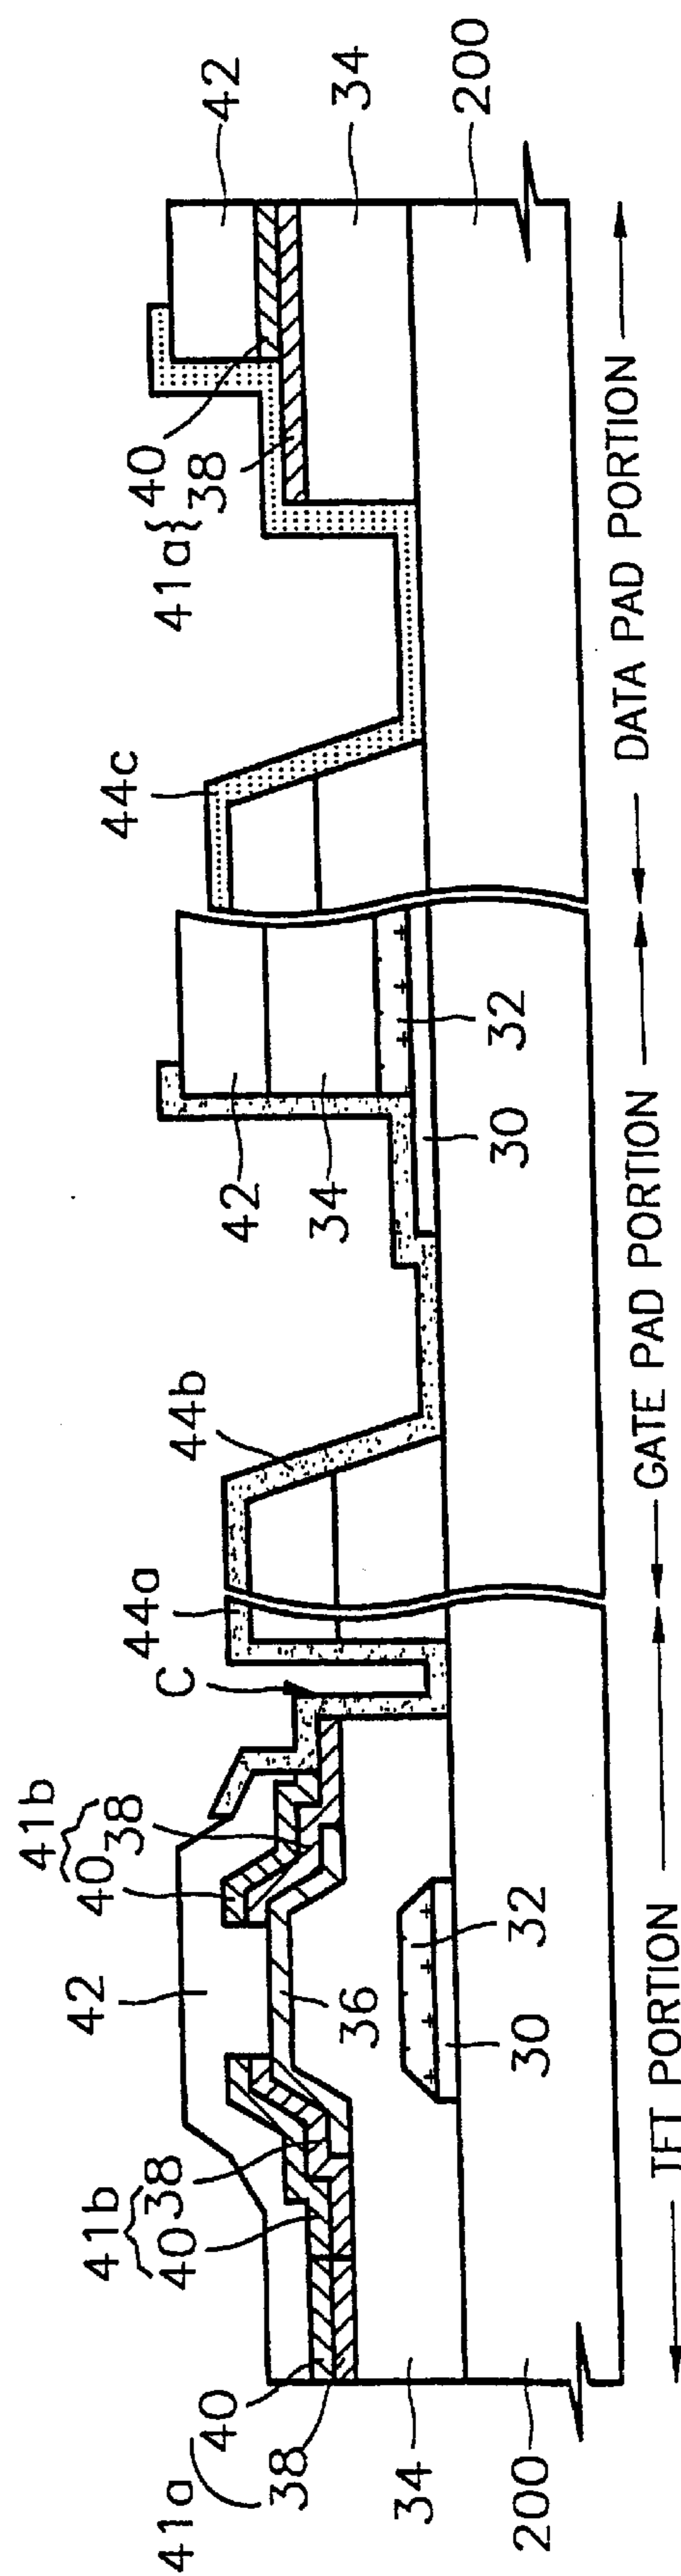 42
34
200
41a{40
38
44c
42
34
32
30
44b
44a
C
41b
40 38
42
36
32
30
41b
40 38
41a
40
38
34
200
DATA PAD PORTION
GATE PAD PORTION
TFT PORTION